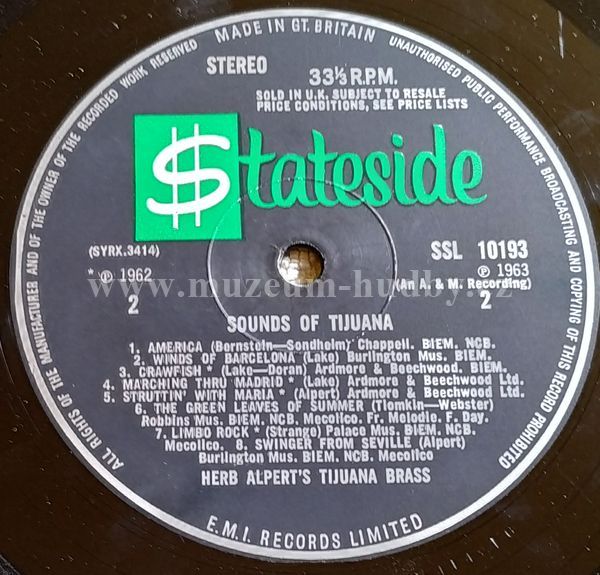 MADE IN GT. BRITAIN
ALL RIGHTS OF THE MANUFACTURER AND OF THE OWNER OF THE RECORDED WORK RESERVED
UNAUTHORISED PUBLIC PERFORMANCE BROADCASTING AND COPYING OF THIS RECORD PROHIBITED
STEREO
33⅓ R.P.M.
SOLD IN U.K. SUBJECT TO RESALE
PRICE CONDITIONS, SEE PRICE LISTS
$tateside
(SYRX.3414)
SSL 10193
* ℗ 1962
℗ 1963
2
(An A. & M. Recording)
2
www.muzeum-hudby.cz
SOUNDS OF TIJUANA
1. AMERICA (Bernstein—Sondheim) Chappell. BIEM. NCB.
2. WINDS OF BARCELONA (Lake) Burlington Mus. BIEM.
3. CRAWFISH * (Lake—Doran) Ardmore & Beechwood. BIEM.
4. MARCHING THRU MADRID * (Lake) Ardmore & Beechwood Ltd.
5. STRUTTIN' WITH MARIA * (Alpert) Ardmore & Beechwood Ltd.
6. THE GREEN LEAVES OF SUMMER (Tiomkin—Webster)
Robbins Mus. BIEM. NCB. Mecolico. Fr. Melodie. F. Day.
7. LIMBO ROCK * (Strange) Palace Mus. BIEM. NCB.
Mecolico. 8. SWINGER FROM SEVILLE (Alpert)
Burlington Mus. BIEM. NCB. Mecolico
HERB ALPERT'S TIJUANA BRASS
E.M.I. RECORDS LIMITED